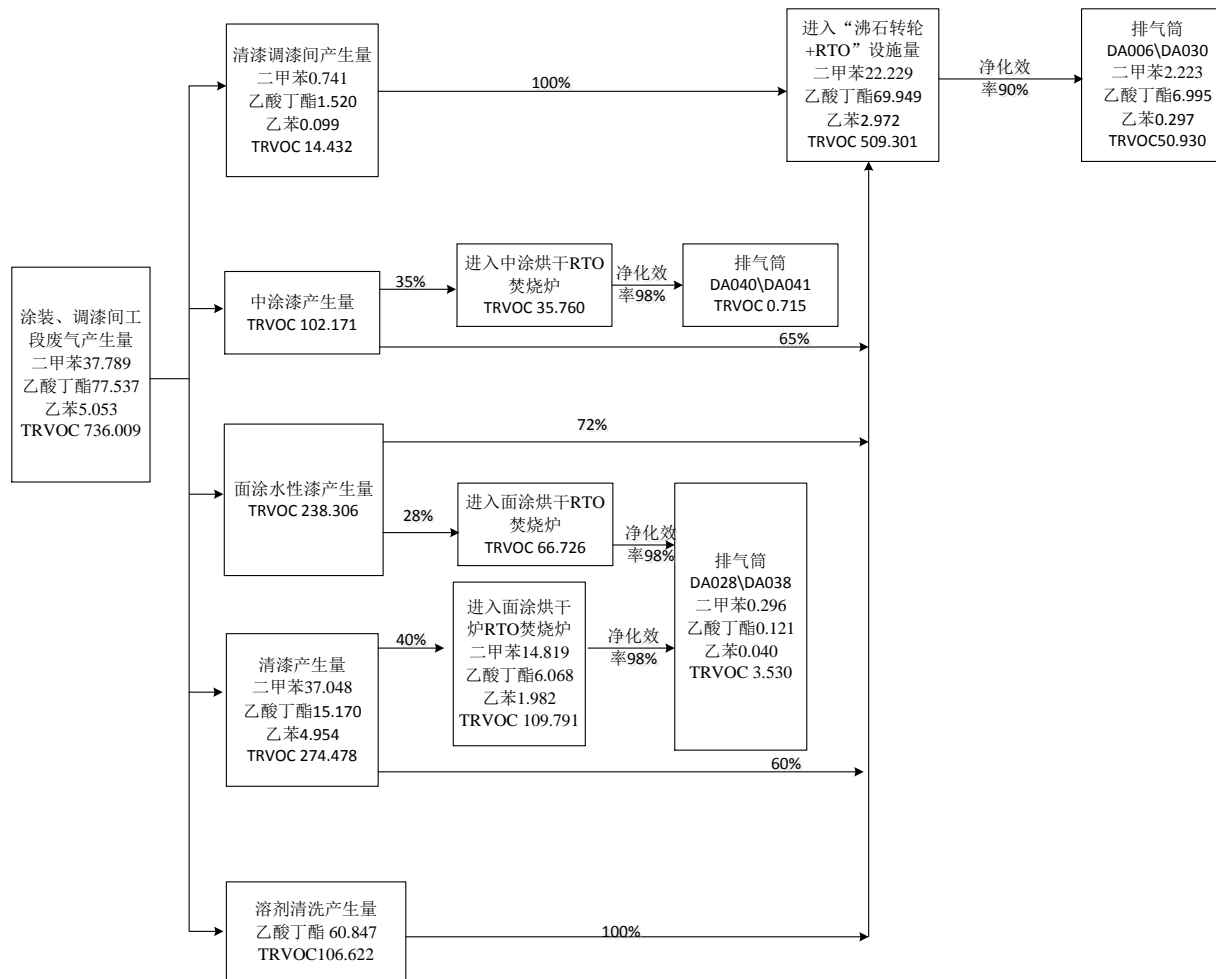 涂装、调漆间工
段废气产生量
二甲苯37.789
乙酸丁酯77.537
乙苯5.053
TRVOC 736.009
清漆调漆间产生量
二甲苯0.741
乙酸丁酯1.520
乙苯0.099
TRVOC 14.432
100%
进入“沸石转轮
+RTO”设施量
二甲苯22.229
乙酸丁酯69.949
乙苯2.972
TRVOC 509.301
净化效
率90%
排气筒
DA006\DA030
二甲苯2.223
乙酸丁酯6.995
乙苯0.297
TRVOC50.930
中涂漆产生量
TRVOC 102.171
35%
进入中涂烘干RTO
焚烧炉
TRVOC 35.760
净化效
率98%
排气筒
DA040\DA041
TRVOC 0.715
65%
面涂水性漆产生量
TRVOC 238.306
72%
28%
进入面涂烘干RTO
焚烧炉
TRVOC 66.726
净化效
率98%
清漆产生量
二甲苯37.048
乙酸丁酯15.170
乙苯4.954
TRVOC 274.478
40%
进入面涂烘干
炉RTO焚烧炉
二甲苯14.819
乙酸丁酯6.068
乙苯1.982
TRVOC 109.791
净化效
率98%
排气筒
DA028\DA038
二甲苯0.296
乙酸丁酯0.121
乙苯0.040
TRVOC 3.530
60%
溶剂清洗产生量
乙酸丁酯 60.847
TRVOC106.622
100%